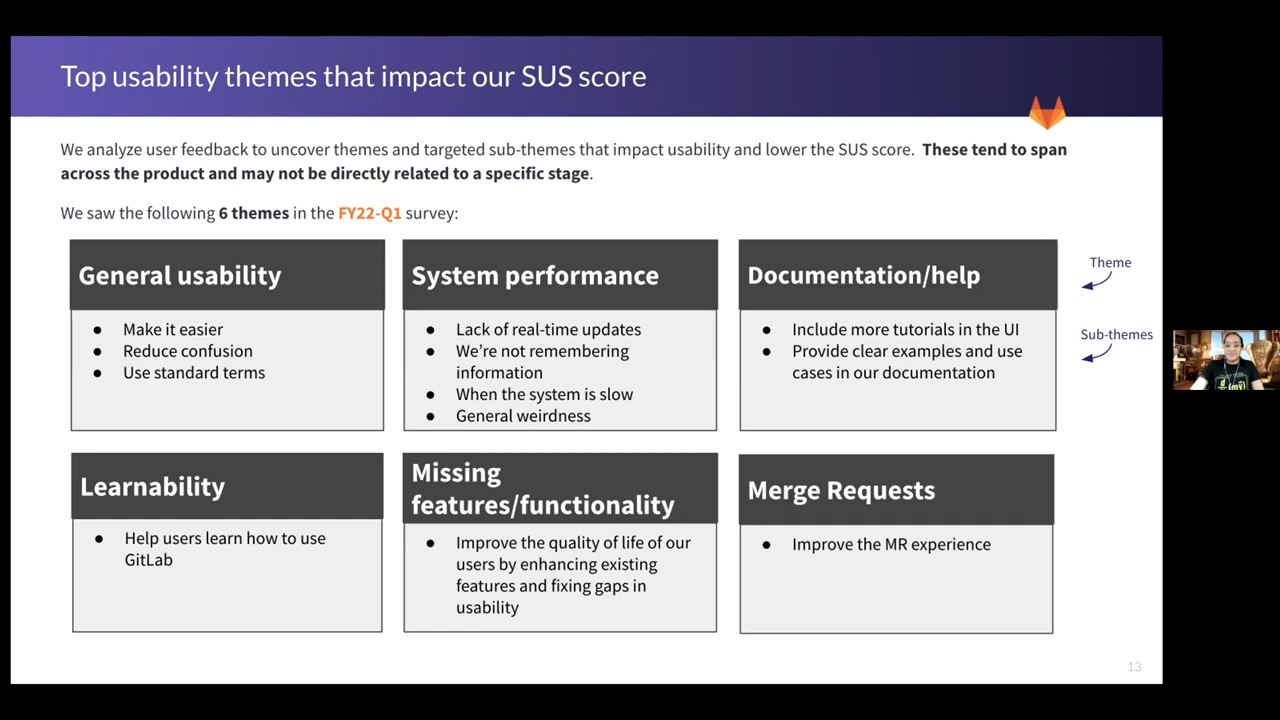 Top usability themes that impact our SUS score
We analyze user feedback to uncover themes and targeted sub-themes that impact usability and lower the SUS score. These tend to span
across the product and may not be directly related to a specific stage.
We saw the following 6 themes in the FY22-Q1 survey:
General usability
● Make it easier
● Reduce confusion
● Use standard terms
System performance
● Lack of real-time updates
● We’re not remembering
information
● When the system is slow
● General weirdness
Documentation/help
● Include more tutorials in the UI
● Provide clear examples and use
cases in our documentation
Theme
Sub-themes
Learnability
● Help users learn how to use
GitLab
Missing
features/functionality
● Improve the quality of life of our
users by enhancing existing
features and fixing gaps in
usability
Merge Requests
● Improve the MR experience
13